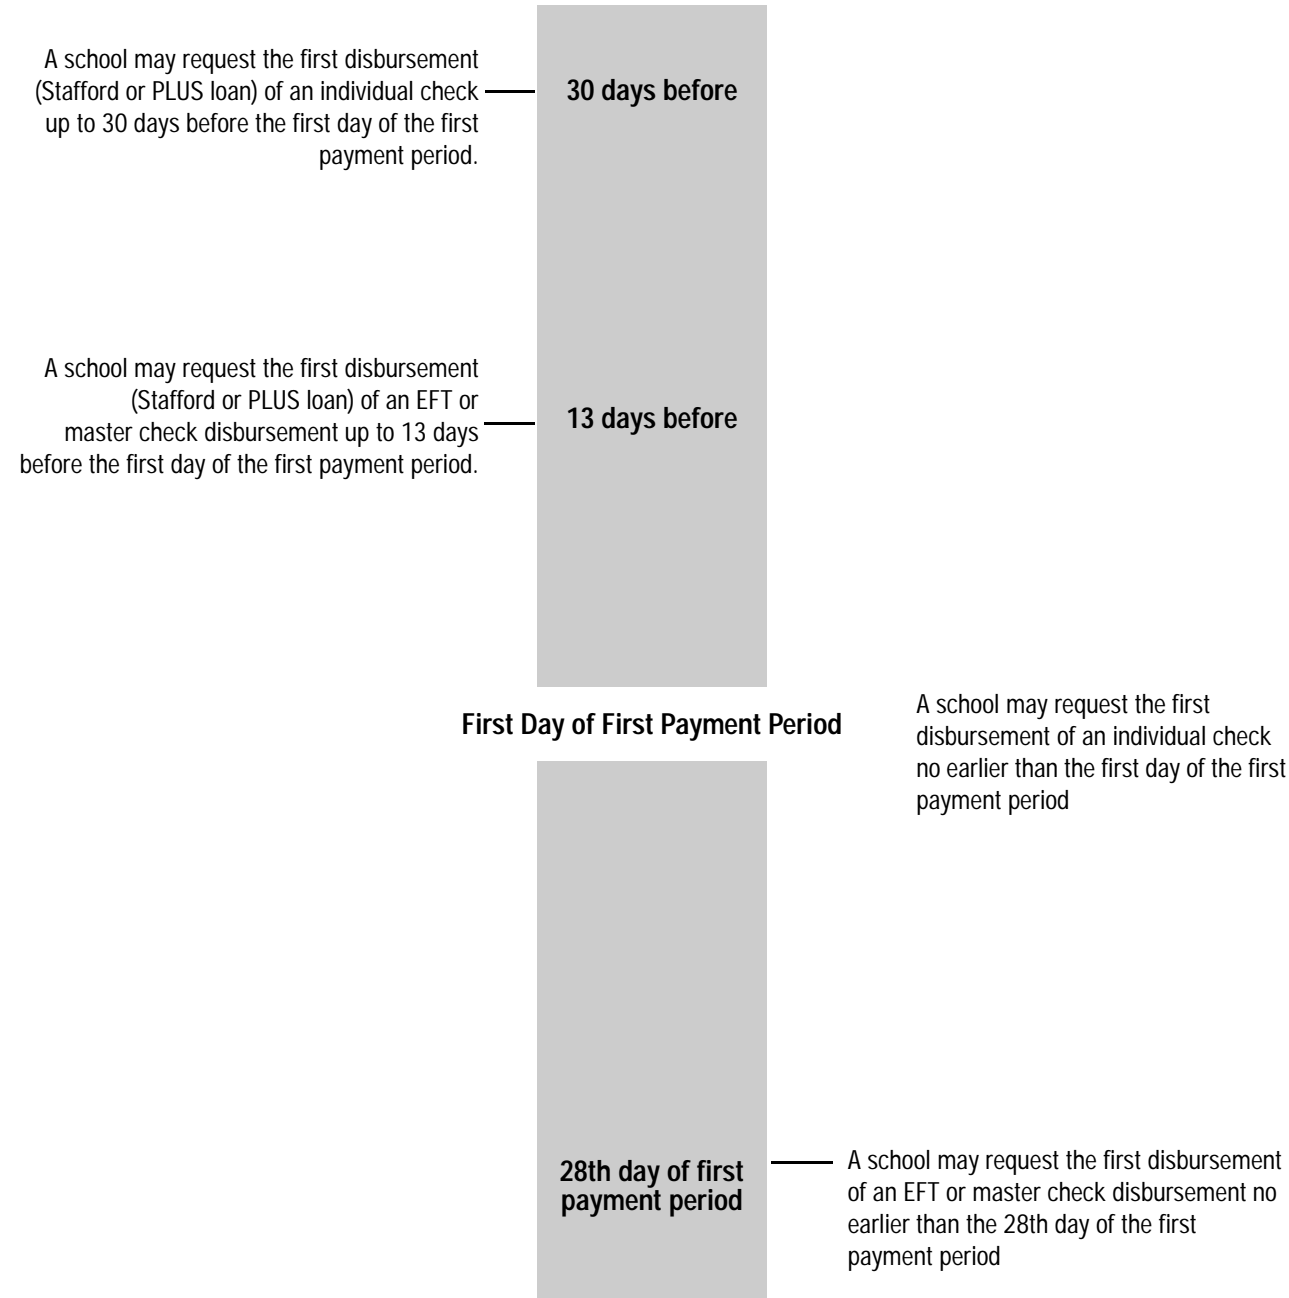 A school may request the first disbursement
(Stafford or PLUS loan) of an individual check
up to 30 days before the first day of the first
payment period.
30 days before
A school may request the first disbursement
(Stafford or PLUS loan) of an EFT or
master check disbursement up to 13 days
before the first day of the first payment period.
13 days before
First Day of First Payment Period
A school may request the first
disbursement of an individual check
no earlier than the first day of the first
payment period
28th day of first
payment period
A school may request the first disbursement
of an EFT or master check disbursement no
earlier than the 28th day of the first
payment period